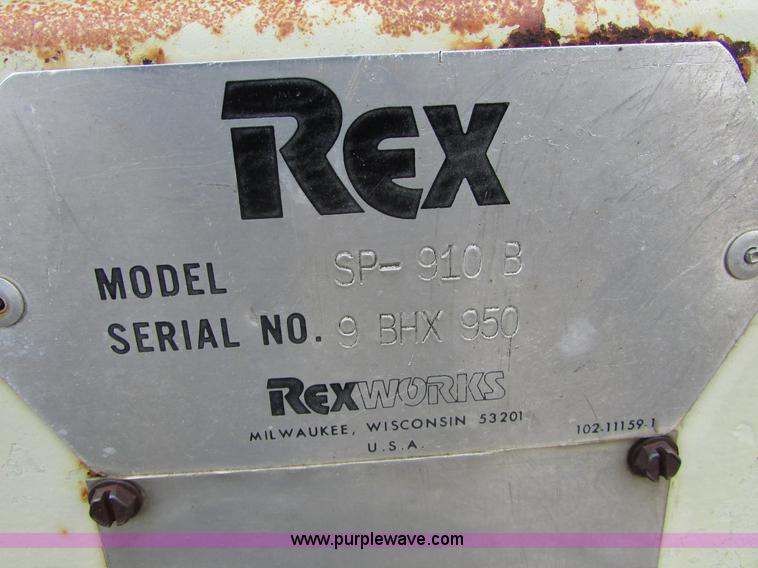 REX
MODEL SP-910 B
SERIAL NO. 9 BHX 950
REXWORKS
MILWAUKEE, WISCONSIN 53201
102-11159-1
U.S.A.
www.purplewave.com